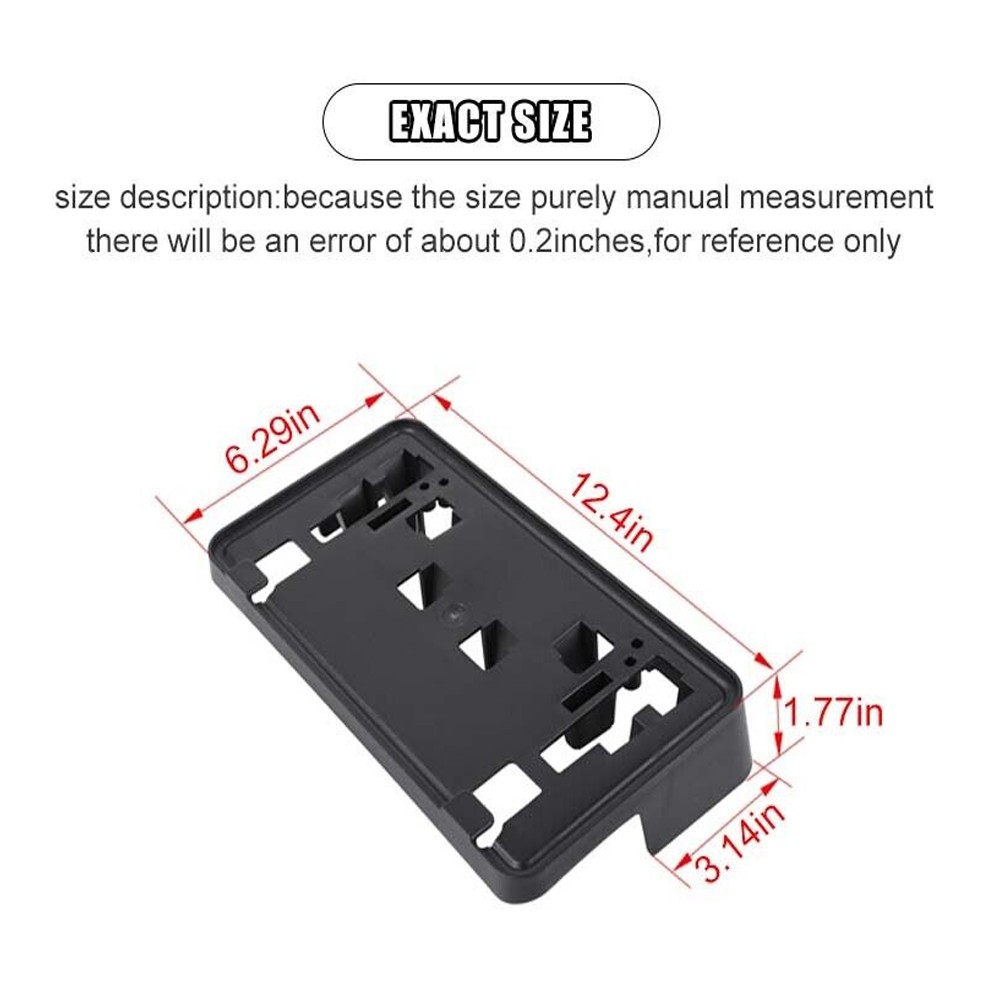 EXACT SIZE
size description:because the size purely manual measurement
there will be an error of about 0.2inches,for reference only
6.29in
12.4in
1.77in
3.14in